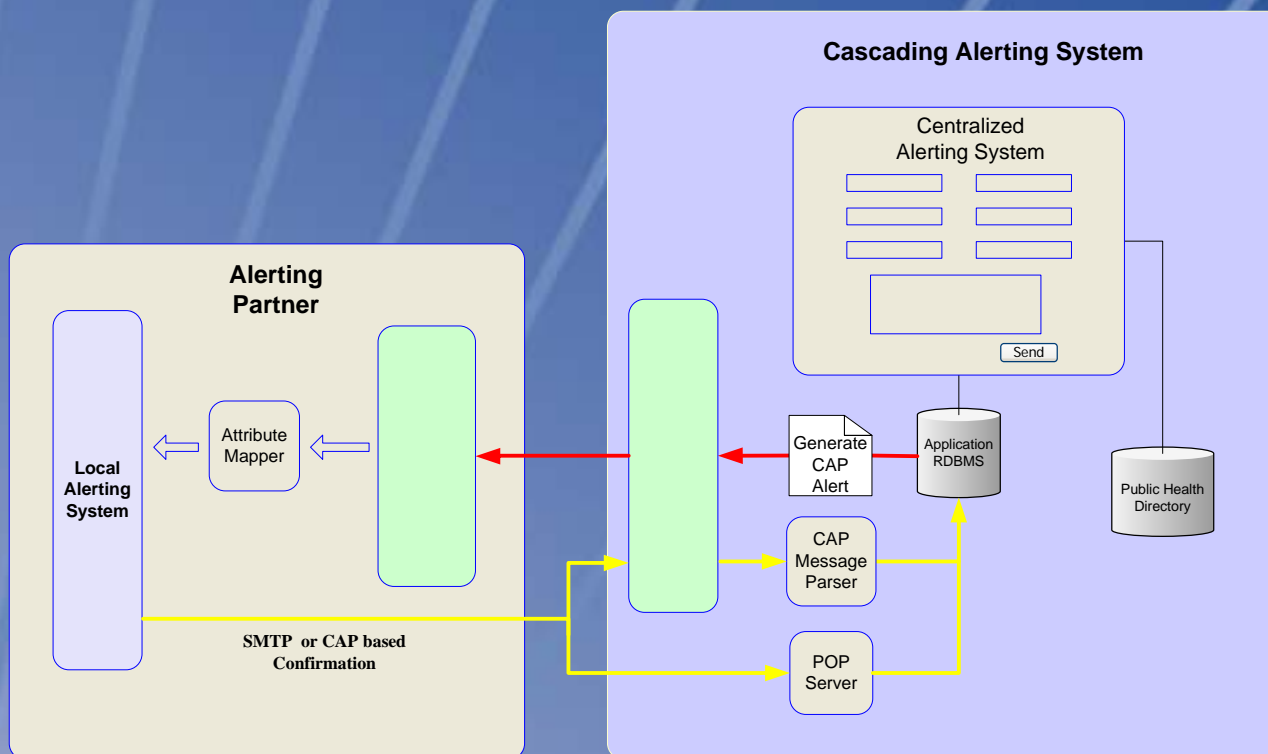 Cascading Alerting System
Centralized
Alerting System
Send
Alerting
Partner
Local
Alerting
System
Attribute
Mapper
Generate
CAP
Alert
Application
RDBMS
Public Health
Directory
CAP
Message
Parser
SMTP or CAP based
Confirmation
POP
Server